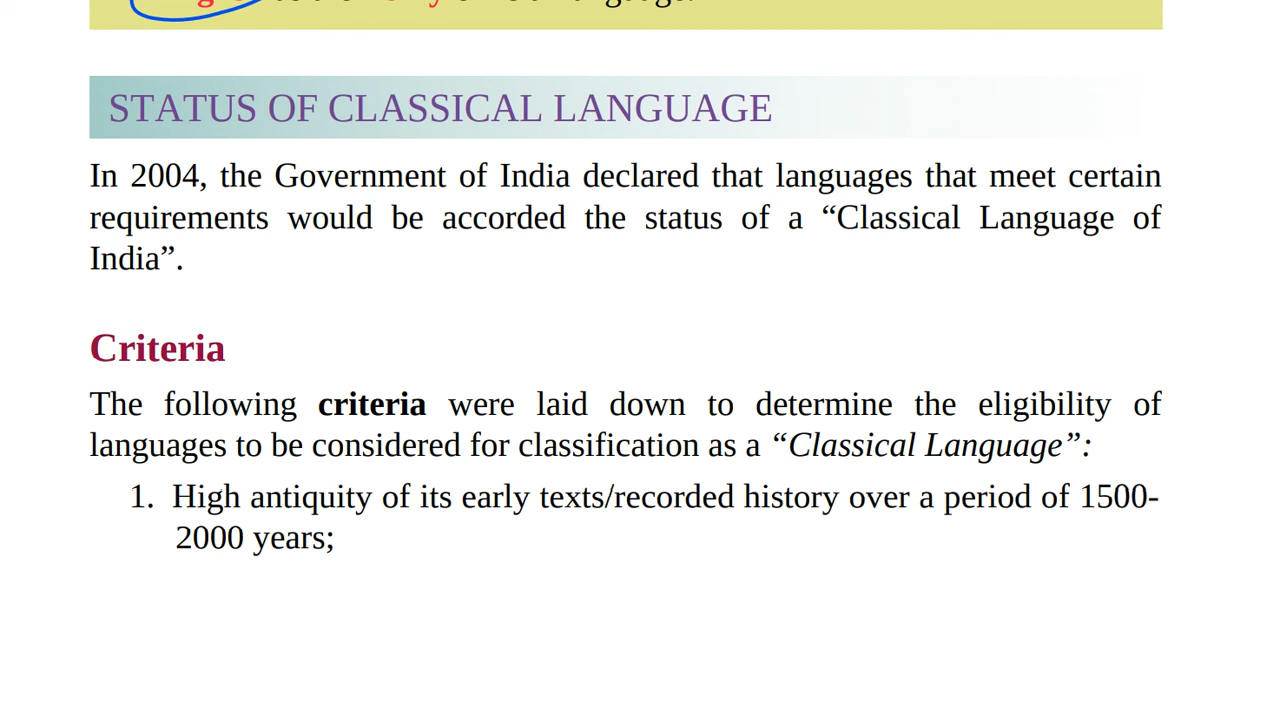 STATUS OF CLASSICAL LANGUAGE
In 2004, the Government of India declared that languages that meet certain
requirements would be accorded the status of a “Classical Language of
India”.
Criteria
The following criteria were laid down to determine the eligibility of
languages to be considered for classification as a “Classical Language”:
1. High antiquity of its early texts/recorded history over a period of 1500-
2000 years;